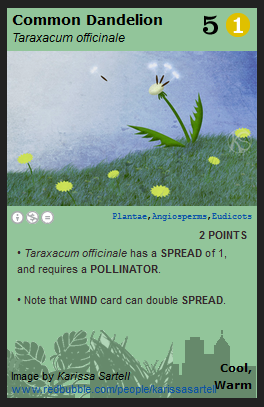 Common Dandelion 5 1
Taraxacum officinale
Plantae,Angiosperms,Eudicots
2 POINTS
• Taraxacum officinale has a SPREAD of 1,
and requires a POLLINATOR.
• Note that WIND card can double SPREAD.
Cool,
Image by Karissa Sartell Warm
www.redbubble.com/people/karissasartell